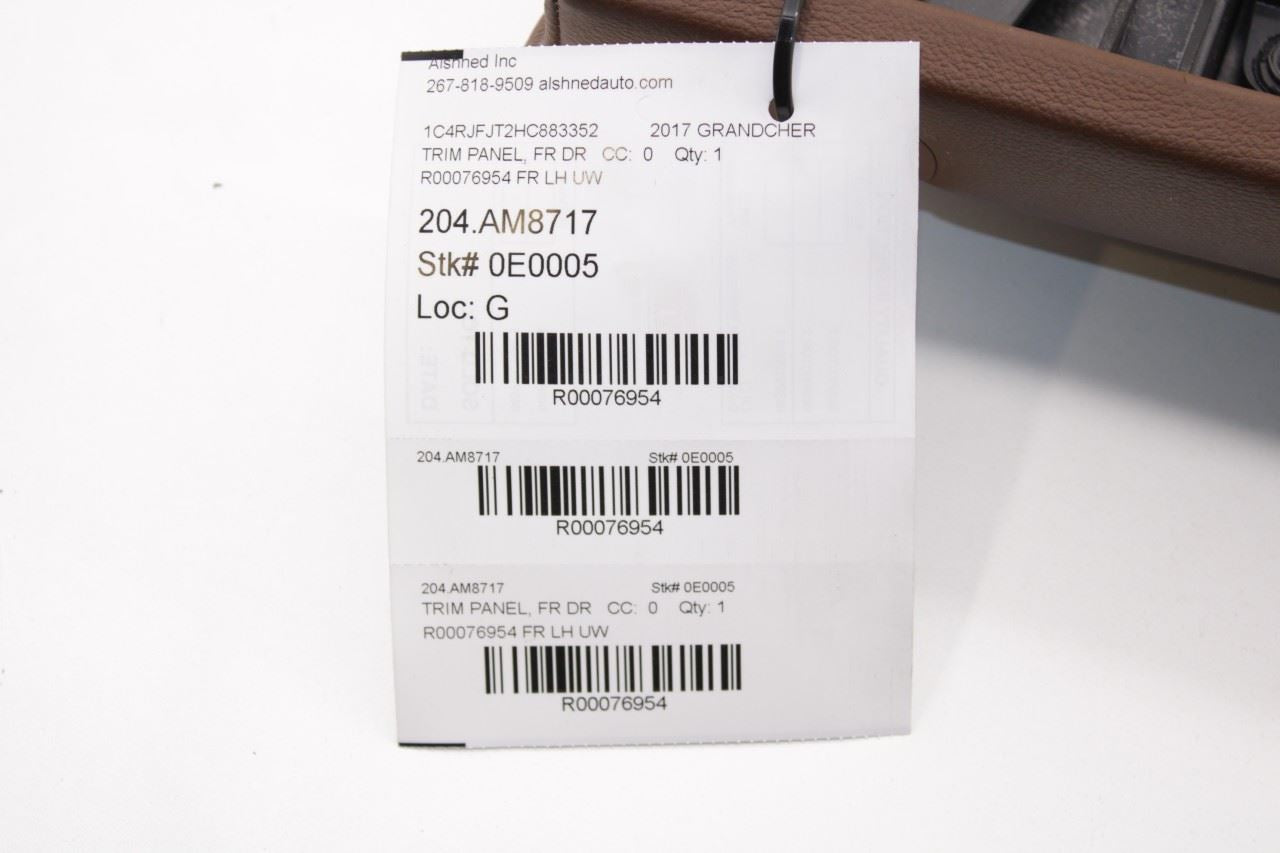 Alshned Inc
267-818-9509 alshnedauto.com
1C4RJFJT2HC883352 2017 GRANDCHER
TRIM PANEL, FR DR CC: 0 Qty: 1
R00076954 FR LH UW
204.AM8717
Stk# 0E0005
Loc: G
R00076954
204.AM8717 Stk# 0E0005
R00076954
204.AM8717 Stk# 0E0005
TRIM PANEL, FR DR CC: 0 Qty: 1
R00076954 FR LH UW
R00076954